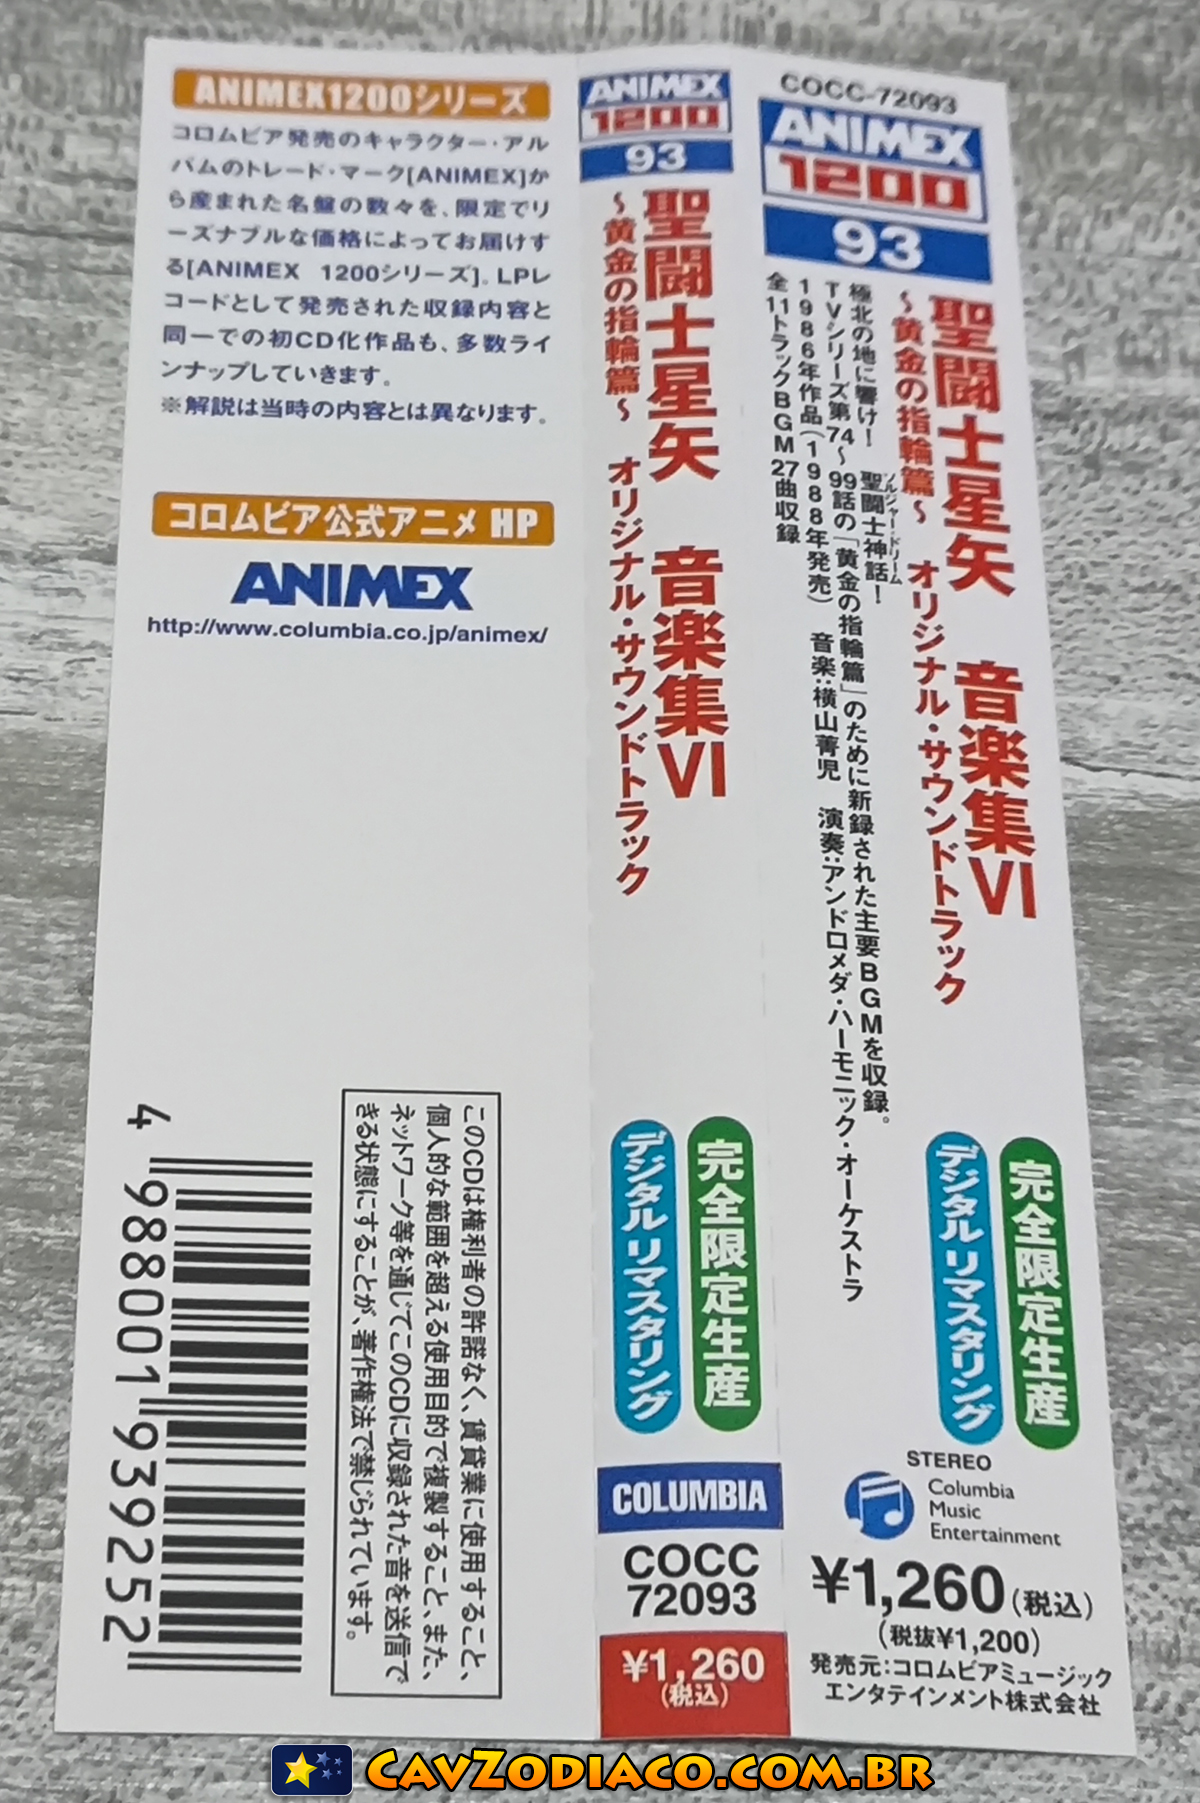 ANIMEX1200シリーズ
コロムビア発売のキャラクター・アル
バムのトレード・マーク[ANIMEX]か
ら産まれた名盤の数々を、限定でリ
ーズナブルな価格によってお届けす
る[ANIMEX 1200シリーズ]。LPレ
コードとして発売された収録内容と
同一での初CD化作品も、多数ライ
ンナップしていきます。
※解説は当時の内容とは異なります。
コロムビア公式アニメ HP
ANIMEX
http://www.columbia.co.jp/animex/
このCDは権利者の許諾なく、賃貸業に使用すること、
個人的な範囲を超える使用目的で複製すること、また、
ネットワーク等を通じてこのCDに収録された音を送信で
きる状態にすることが、著作権法で禁じられています。
4 988001 939252
ANIMEX
1200
93
聖闘士星矢 音楽集VI
～黄金の指輪篇～ オリジナル・サウンドトラック
完全限定生産
デジタルリマスタリング
COLUMBIA
COCC
72093
¥1,260
(税込)
COCC-72093
ANIMEX
1200
93
聖闘士星矢 音楽集VI
～黄金の指輪篇～ オリジナル・サウンドトラック
ソルジャー・ドリーム
極北の地に響け! 聖闘士神話!
TVシリーズ第74～99話の「黄金の指輪篇」のために新録された主要BGMを収録。
1986年作品(1988年発売) 音楽:横山菁児 演奏:アンドロメダ・ハーモニック・オーケストラ
全11トラックBGM27曲収録
完全限定生産
デジタルリマスタリング
STEREO
Columbia
Music
Entertainment
¥1,260(税込)
(税抜¥1,200)
発売元:コロムビアミュージック
エンタテインメント株式会社
CAVZODIACO.COM.BR